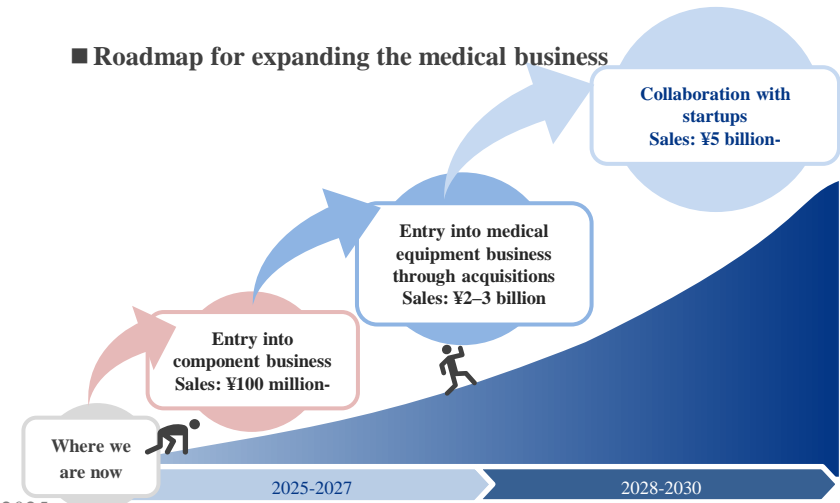 ■ Roadmap for expanding the medical business
Collaboration with
startups
Sales: ¥5 billion-
Entry into medical
equipment business
through acquisitions
Sales: ¥2–3 billion
Entry into
component business
Sales: ¥100 million-
Where we
are now
2025-2027
2028-2030